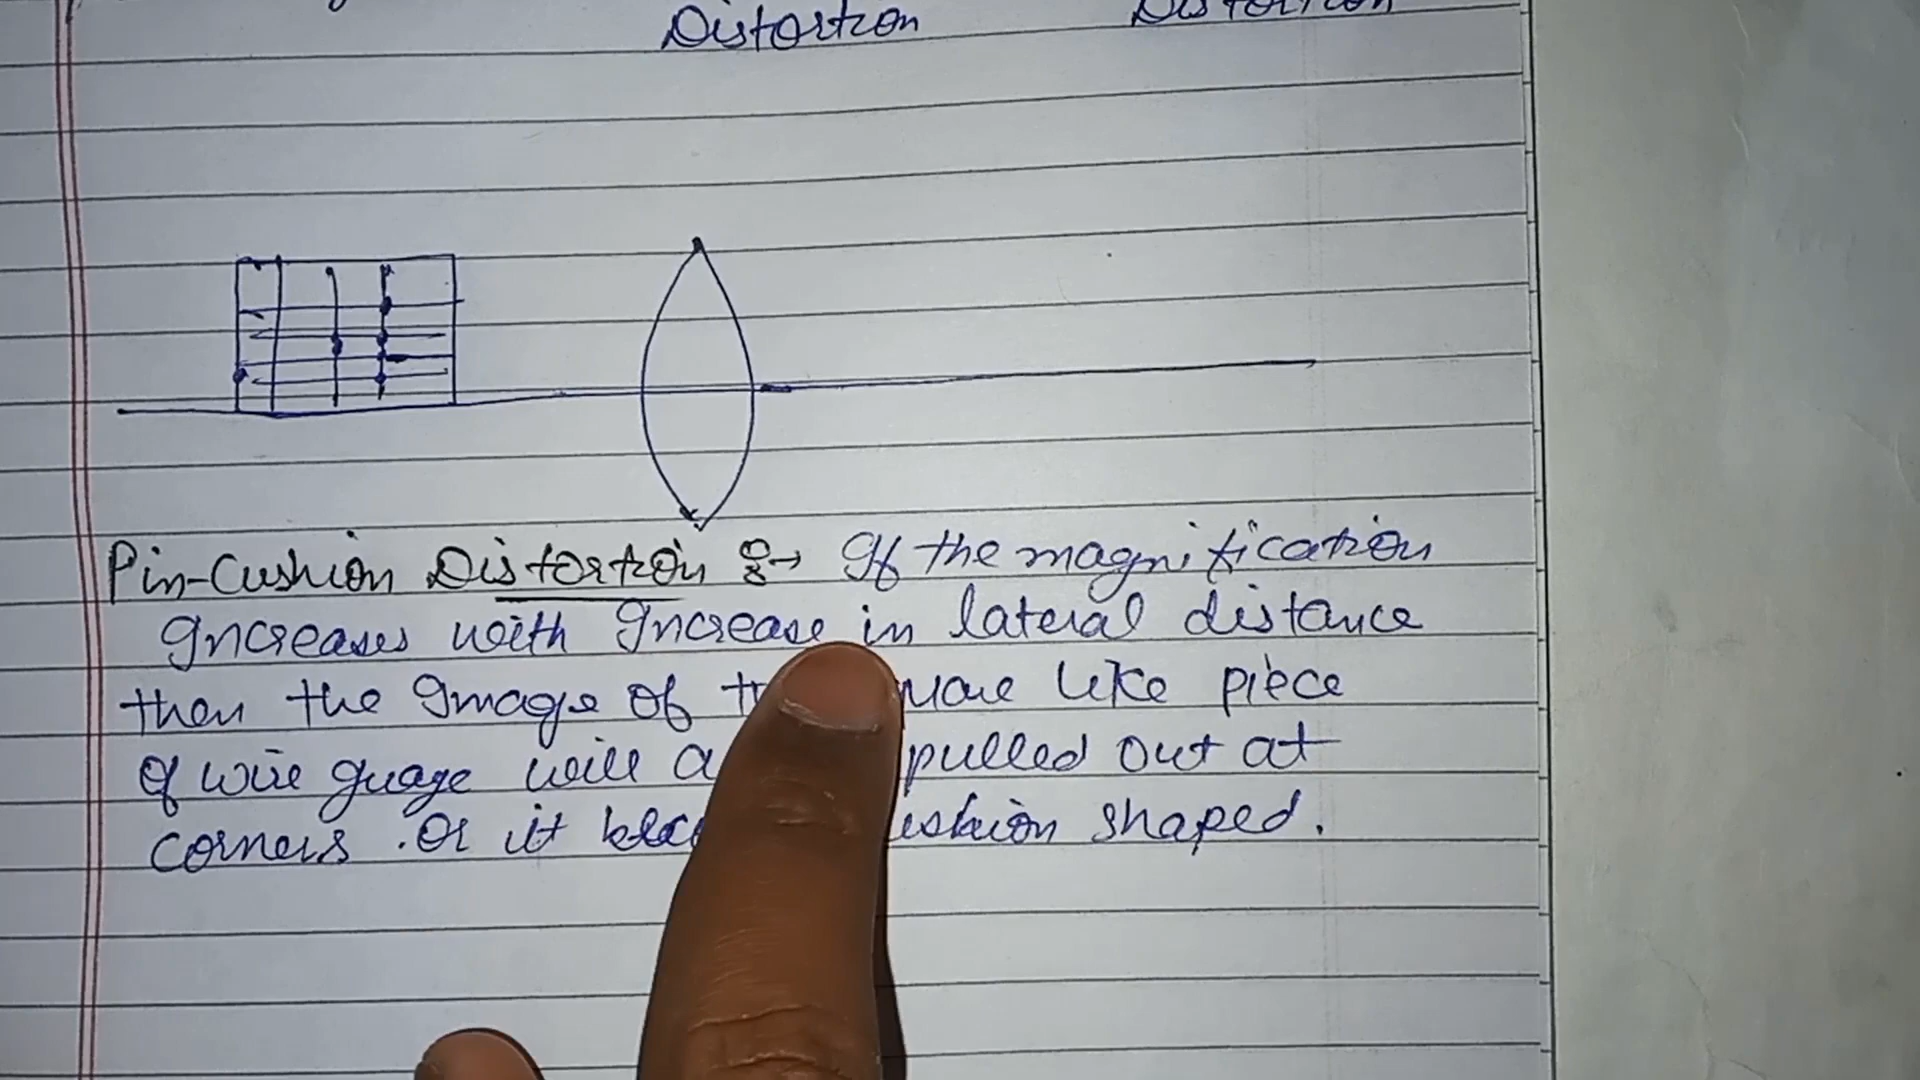 Distortion Distortion
Pin-Cushion Distortion :→ If the magnification
Increases with Increase in lateral distance
then the Image of like piece
of wire guage will pulled out at
corners. Or it shaped.